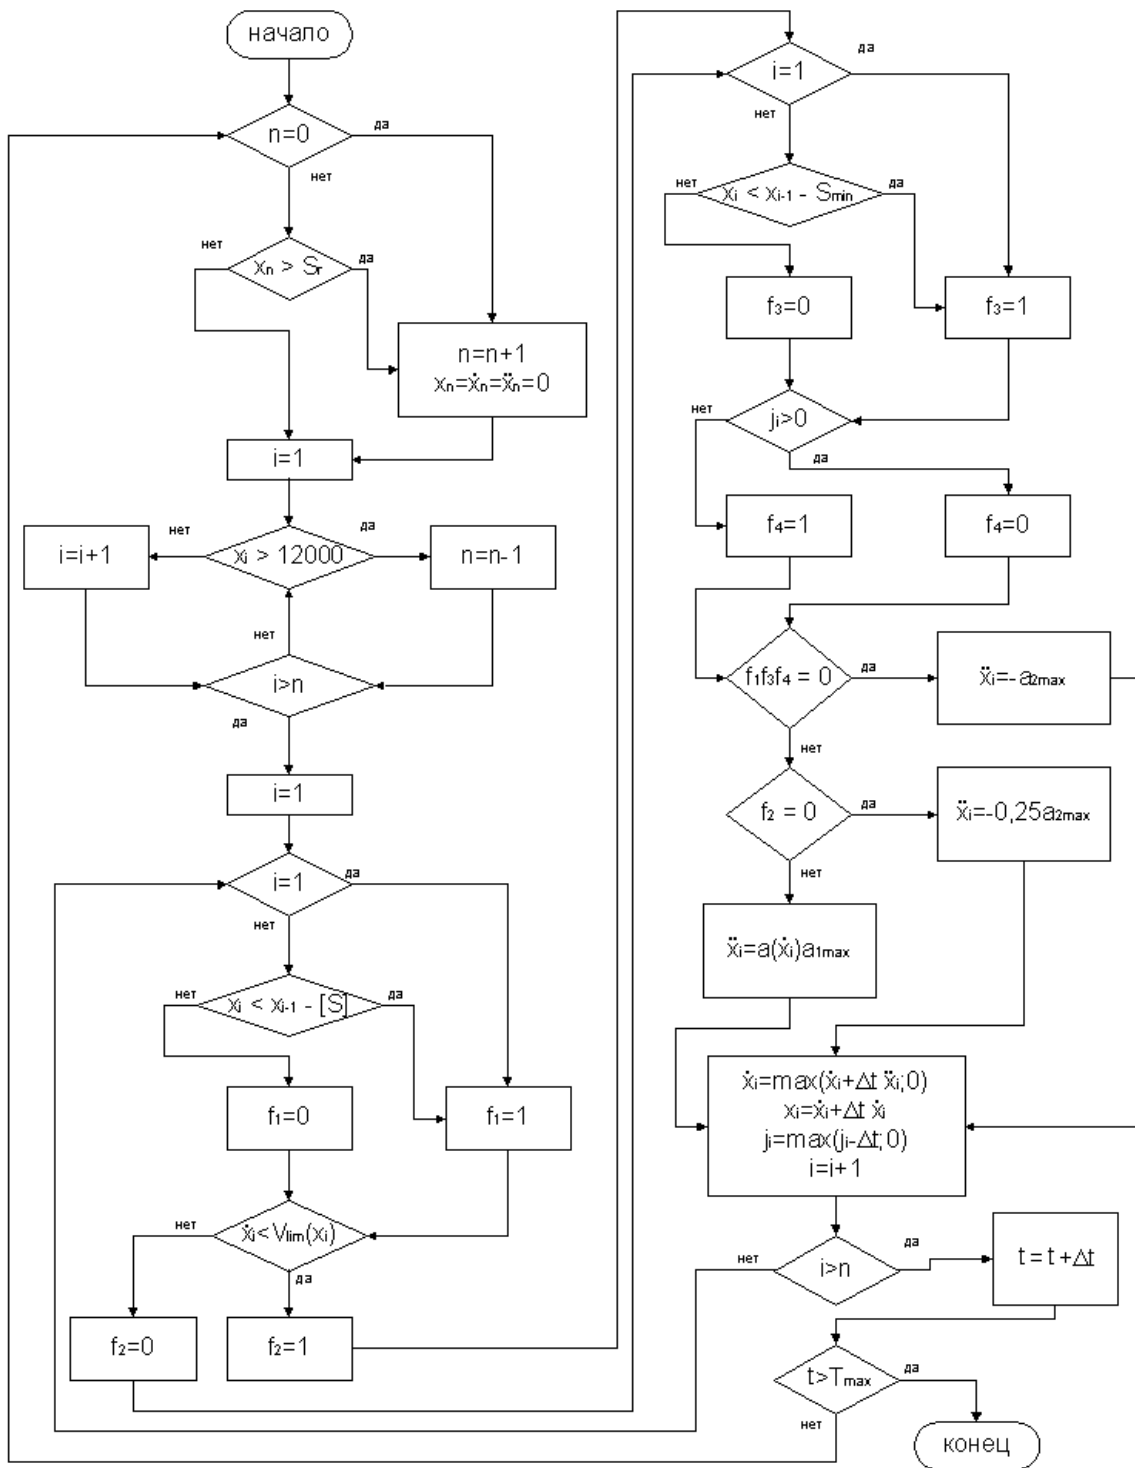 начало
n=0
да
нет
xₙ > Sᵣ
нет
да
n=n+1
xₙ=ẋₙ=ẍₙ=0
i=1
xᵢ > 12000
нет
да
i=i+1
n=n-1
нет
i>n
да
i=1
i=1
да
нет
xᵢ < xᵢ₋₁ - [S]
нет
да
f₁=0
f₁=1
ẋᵢ<Vlim(xᵢ)
нет
да
f₂=0
f₂=1
i=1
да
нет
xᵢ < xᵢ₋₁ - Smin
нет
да
f₃=0
f₃=1
jᵢ>0
нет
да
f₄=1
f₄=0
f₁f₃f₄ = 0
да
ẍᵢ=-a₂max
нет
f₂ = 0
да
ẍᵢ=-0,25a₂max
нет
ẍᵢ=a(ẋᵢ)a₁max
ẋᵢ=max(ẋᵢ+Δt ẍᵢ;0)
xᵢ=ẋᵢ+Δt ẋᵢ
jᵢ=max(jᵢ-Δt;0)
i=i+1
i>n
нет
да
t = t +Δt
t>Tmax
да
нет
конец